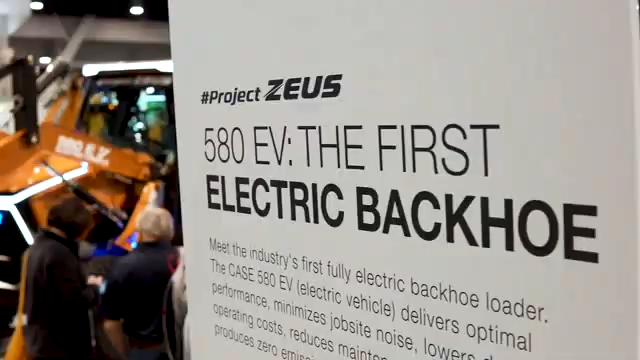 #Project ZEUS
580 EV: THE FIRST
ELECTRIC BACKHOE
Meet the industry's first fully electric backhoe loader.
The CASE 580 EV (electric vehicle) delivers optimal
performance, minimizes jobsite noise, lowers
operating costs, reduces
produces zero